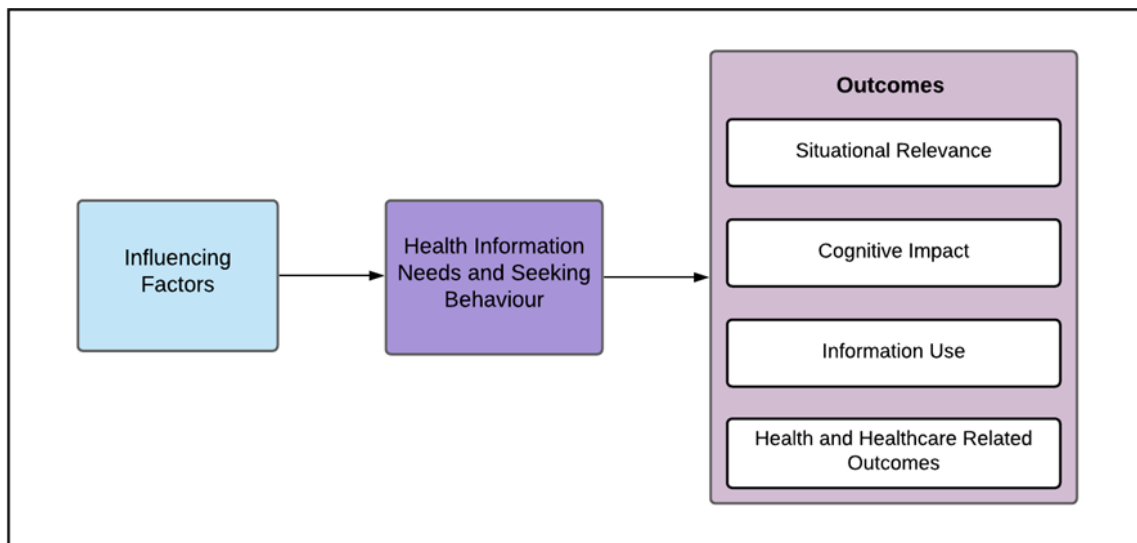 Influencing
Factors
Health Information
Needs and Seeking
Behaviour
Outcomes
Situational Relevance
Cognitive Impact
Information Use
Health and Healthcare Related
Outcomes